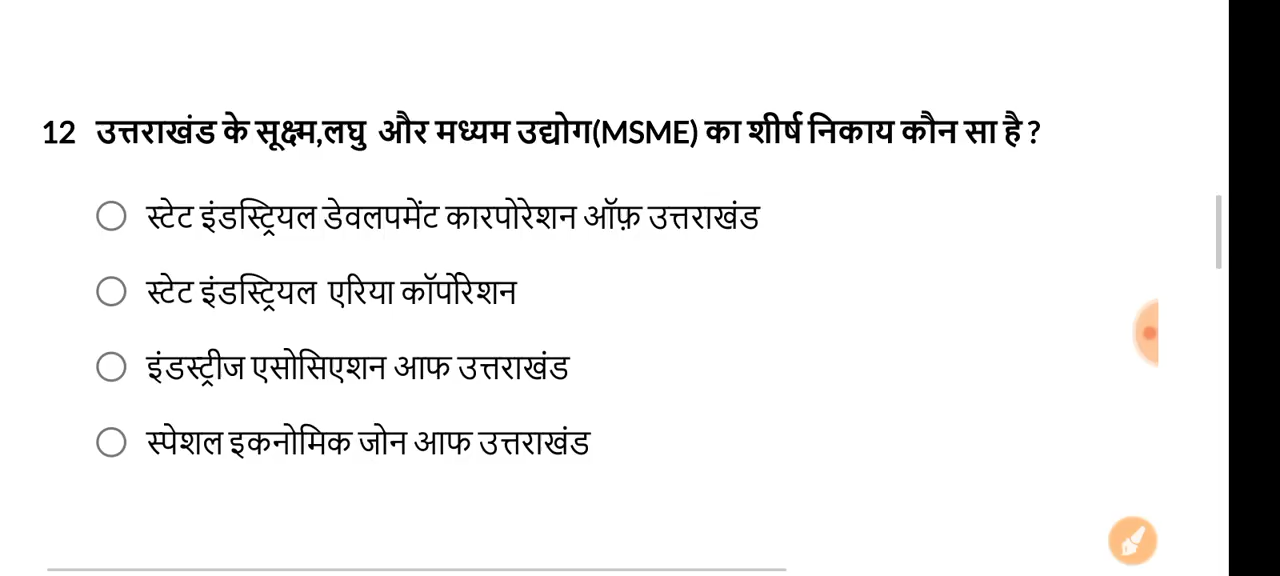 12 उत्तराखंड के सूक्ष्म,लघु और मध्यम उद्योग(MSME) का शीर्ष निकाय कौन सा है ?
स्टेट इंडस्ट्रियल डेवलपमेंट कारपोरेशन ऑफ़ उत्तराखंड
स्टेट इंडस्ट्रियल एरिया कॉर्पोरेशन
इंडस्ट्रीज एसोसिएशन आफ उत्तराखंड
स्पेशल इकनोमिक जोन आफ उत्तराखंड